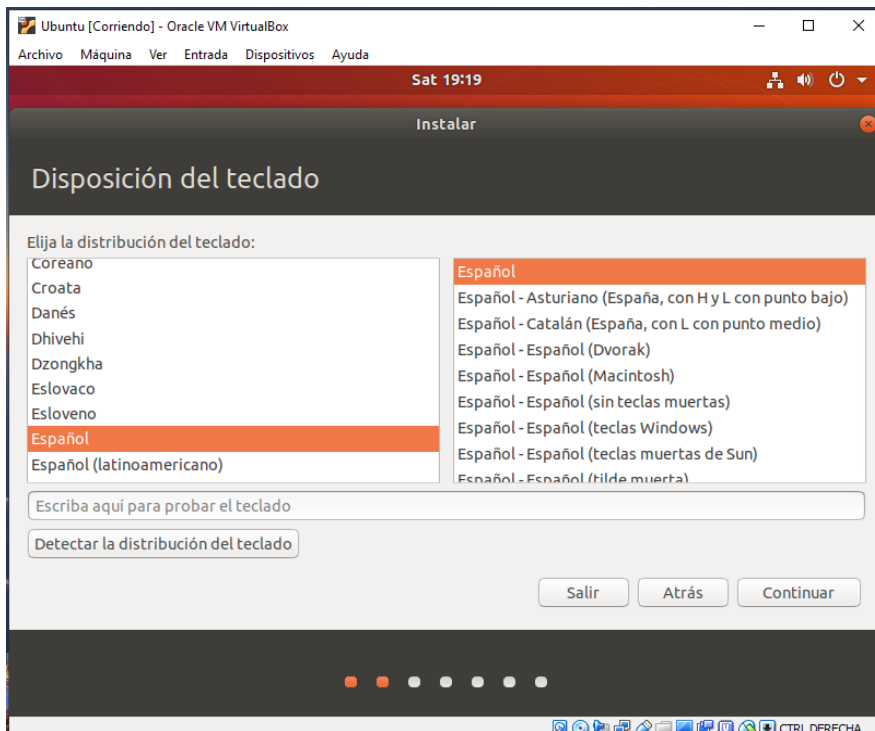 Ubuntu [Corriendo] - Oracle VM VirtualBox
Archivo Máquina Ver Entrada Dispositivos Ayuda
Sat 19:19
Instalar
Disposición del teclado
Elija la distribución del teclado:
Coreano
Croata
Danés
Dhivehi
Dzongkha
Eslovaco
Esloveno
Español
Español (latinoamericano)
Español
Español - Asturiano (España, con H y L con punto bajo)
Español - Catalán (España, con L con punto medio)
Español - Español (Dvorak)
Español - Español (Macintosh)
Español - Español (sin teclas muertas)
Español - Español (teclas Windows)
Español - Español (teclas muertas de Sun)
Español - Español (tilde muerta)
Escriba aquí para probar el teclado
Detectar la distribución del teclado
Salir Atrás Continuar
CTRL DERECHA